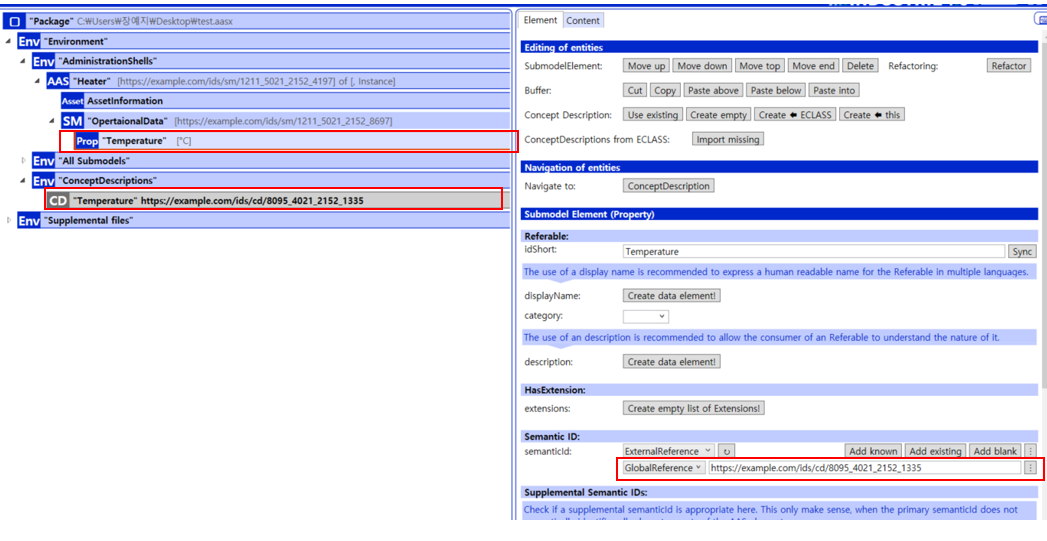 "Package" C:₩Users₩장예지₩Desktop₩test.aasx
Env "Environment"
Env "AdministrationShells"
AAS "Heater" [https://example.com/ids/sm/1211_5021_2152_4197] of [, Instance]
Asset AssetInformation
SM "OpertaionalData" [https://example.com/ids/sm/1211_5021_2152_8697]
Prop "Temperature" [°C]
Env "All Submodels"
Env "ConceptDescriptions"
CD "Temperature" https://example.com/ids/cd/8095_4021_2152_1335
Env "Supplemental files"
Element Content
Editing of entities
SubmodelElement: Move up Move down Move top Move end Delete Refactoring: Refactor
Buffer: Cut Copy Paste above Paste below Paste into
Concept Description: Use existing Create empty Create 🡸 ECLASS Create 🡸 this
ConceptDescriptions from ECLASS: Import missing
Navigation of entities
Navigate to: ConceptDescription
Submodel Element (Property)
Referable:
idShort: Temperature Sync
The use of a display name is recommended to express a human readable name for the Referable in multiple languages.
displayName: Create data element!
category:
The use of an description is recommended to allow the consumer of an Referable to understand the nature of it.
description: Create data element!
HasExtension:
extensions: Create empty list of Extensions!
Semantic ID:
semanticId: ExternalReference Add known Add existing Add blank
GlobalReference https://example.com/ids/cd/8095_4021_2152_1335
Supplemental Semantic IDs:
Check if a supplemental semanticId is appropriate here. This only make sense, when the primary semanticId does not